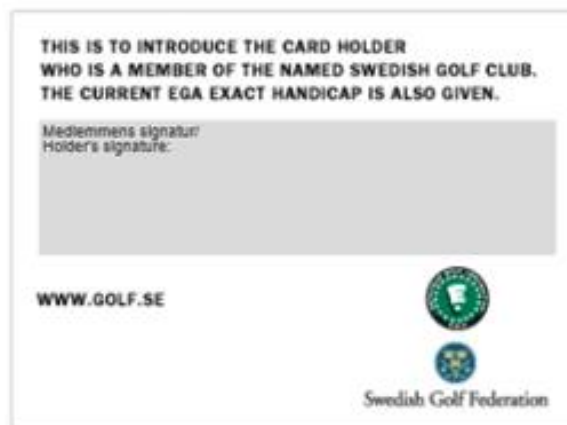 THIS IS TO INTRODUCE THE CARD HOLDER
WHO IS A MEMBER OF THE NAMED SWEDISH GOLF CLUB.
THE CURRENT EGA EXACT HANDICAP IS ALSO GIVEN.
Medlemmens signatur/
Holder's signature:
WWW.GOLF.SE
Swedish Golf Federation